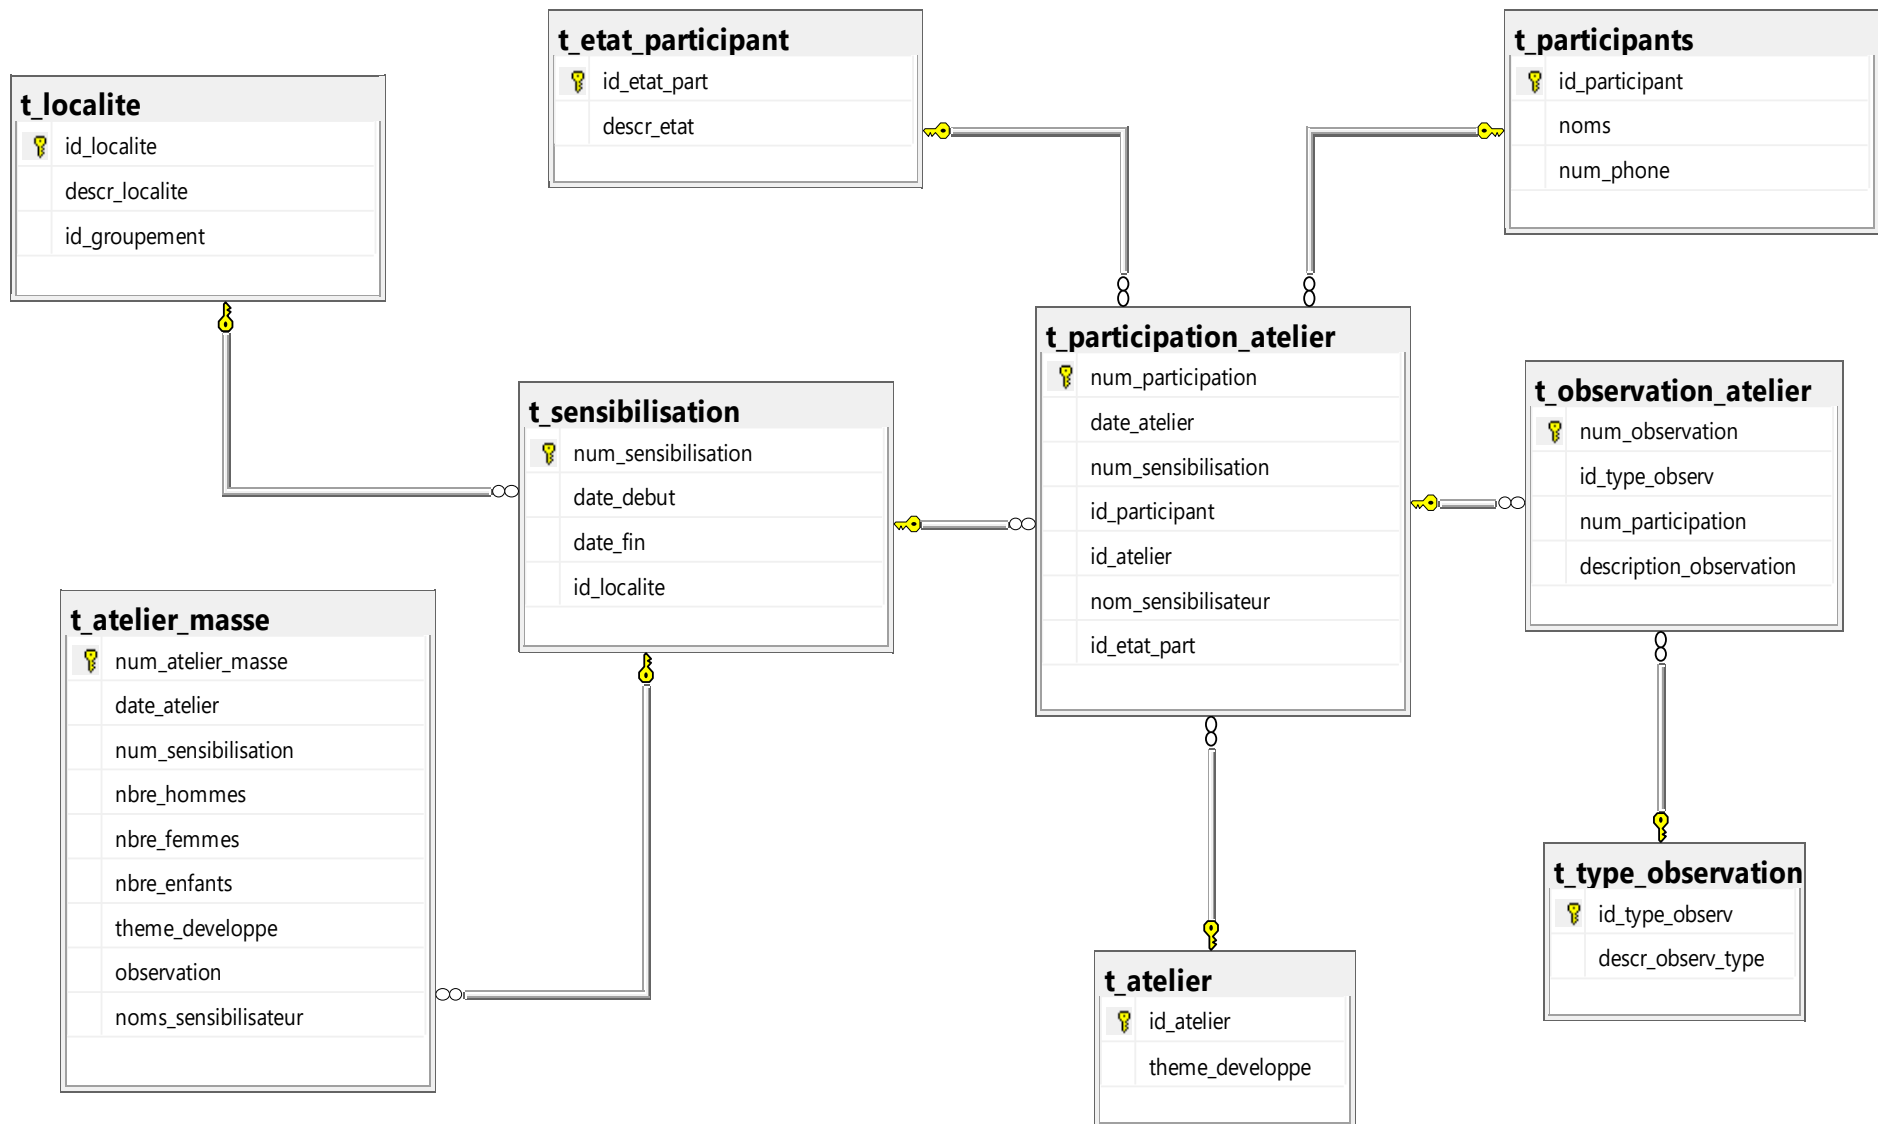 t_etat_participant
id_etat_part
descr_etat
t_participants
id_participant
noms
num_phone
t_localite
id_localite
descr_localite
id_groupement
t_participation_atelier
num_participation
date_atelier
num_sensibilisation
id_participant
id_atelier
nom_sensibilisateur
id_etat_part
t_observation_atelier
num_observation
id_type_observ
num_participation
description_observation
t_sensibilisation
num_sensibilisation
date_debut
date_fin
id_localite
t_atelier_masse
num_atelier_masse
date_atelier
num_sensibilisation
nbre_hommes
nbre_femmes
nbre_enfants
theme_developpe
observation
noms_sensibilisateur
t_type_observation
id_type_observ
descr_observ_type
t_atelier
id_atelier
theme_developpe